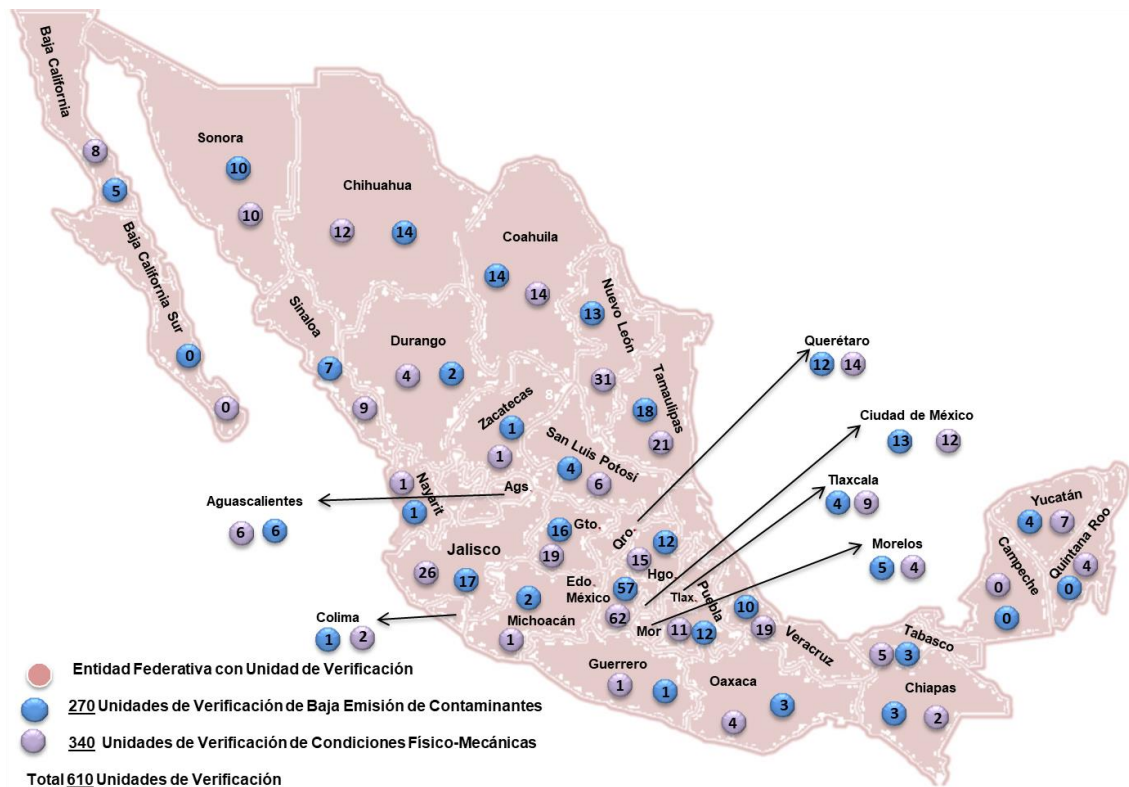 Baja California
8
5
Baja California Sur
0
0
Sonora
10
10
Chihuahua
12
14
Coahuila
14
14
Nuevo León
13
31
Sinaloa
7
9
Durango
4
2
Zacatecas
8
1
1
San Luis Potosí
4
6
Tamaulipas
18
21
Querétaro
12
14
Ciudad de México
13
12
Tlaxcala
4
9
Morelos
5
4
Nayarit
1
1
Ags.
Aguascalientes
6
6
Gto.
16
19
Qro.
12
15
Hgo.
Jalisco
26
17
Edo. México
57
62
Tlax.
Mor
Puebla
11
12
10
19
Veracruz
Michoacán
2
1
Colima
1
2
Guerrero
1
1
Oaxaca
3
4
Tabasco
5
3
Chiapas
3
2
Campeche
0
0
Yucatán
4
7
Quintana Roo
4
0
Entidad Federativa con Unidad de Verificación
270 Unidades de Verificación de Baja Emisión de Contaminantes
340 Unidades de Verificación de Condiciones Físico-Mecánicas
Total 610 Unidades de Verificación